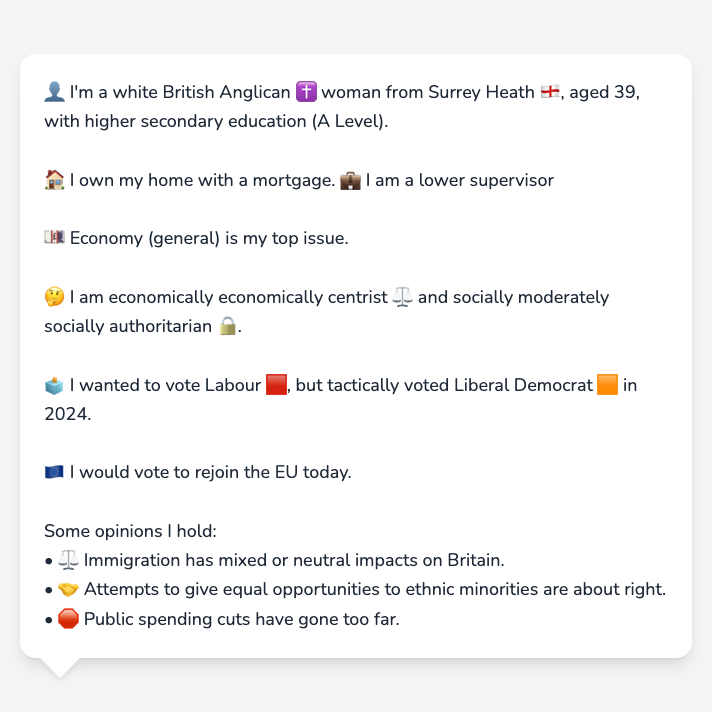 👤 I'm a white British Anglican ✝️ woman from Surrey Heath 🏴󠁧󠁢󠁥󠁮󠁧󠁿, aged 39,
with higher secondary education (A Level).
🏠 I own my home with a mortgage. 💼 I am a lower supervisor
💷 Economy (general) is my top issue.
🤔 I am economically economically centrist ⚖️ and socially moderately
socially authoritarian 🔒.
🗳️ I wanted to vote Labour 🟥, but tactically voted Liberal Democrat 🟧 in
2024.
🇪🇺 I would vote to rejoin the EU today.
Some opinions I hold:
• ⚖️ Immigration has mixed or neutral impacts on Britain.
• 🤝 Attempts to give equal opportunities to ethnic minorities are about right.
• 🛑 Public spending cuts have gone too far.